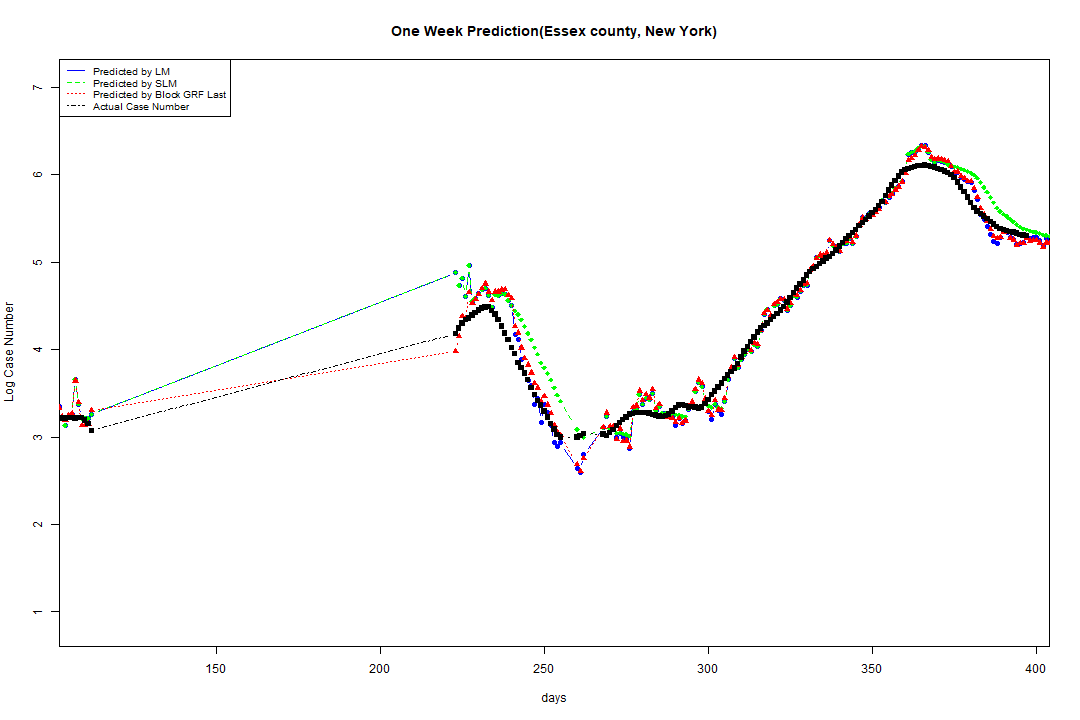 One Week Prediction(Essex county, New York)
Predicted by LM
Predicted by SLM
Predicted by Block GRF Last
Actual Case Number
7
6
5
4
3
2
1
Log Case Number
150 200 250 300 350 400
days